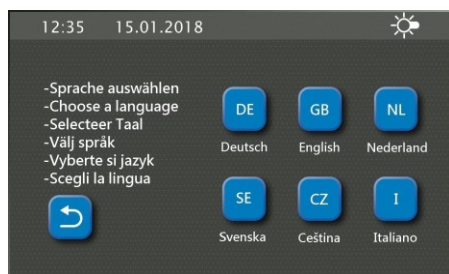 12:35 15.01.2018
-Sprache auswählen
-Choose a language
-Selecteer Taal
-Välj språk
-Vyberte si jazyk
-Scegli la lingua
DE GB NL
Deutsch English Nederland
SE CZ I
Svenska Ceština Italiano